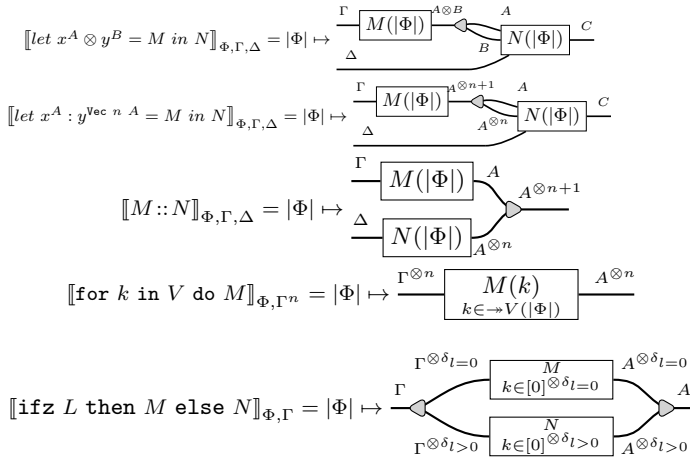 ⟦let x^A ⊗ y^B = M in N⟧_{Φ,Γ,Δ} = |Φ| ↦ Γ M(|Φ|) A⊗B A B Δ N(|Φ|) C
⟦let x^A : y^{Vec n A} = M in N⟧_{Φ,Γ,Δ} = |Φ| ↦ Γ M(|Φ|) A^{⊗n+1} A A^{⊗n} Δ N(|Φ|) C
⟦M::N⟧_{Φ,Γ,Δ} = |Φ| ↦ Γ M(|Φ|) A Δ N(|Φ|) A^{⊗n} A^{⊗n+1}
⟦for k in V do M⟧_{Φ,Γ^n} = |Φ| ↦ Γ^{⊗n} M(k) k∈↠V(|Φ|) A^{⊗n}
⟦ifz L then M else N⟧_{Φ,Γ} = |Φ| ↦ Γ Γ^{⊗δ_{l=0}} M k∈[0]^{⊗δ_{l=0}} A^{⊗δ_{l=0}} Γ^{⊗δ_{l>0}} N k∈[0]^{⊗δ_{l>0}} A^{⊗δ_{l>0}} A